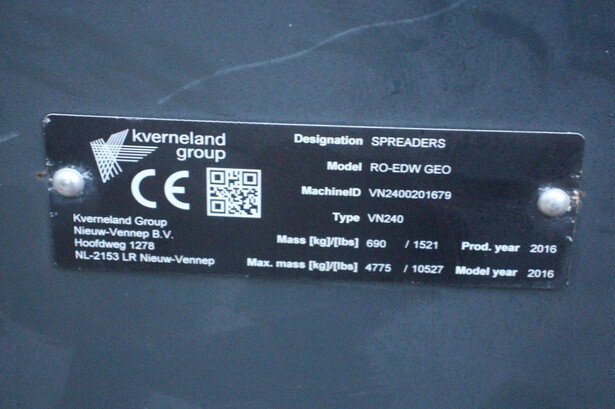 kverneland
group
CE
Kverneland Group
Nieuw-Vennep B.V.
Hoofdweg 1278
NL-2153 LR Nieuw-Vennep
Designation SPREADERS
Model RO-EDW GEO
MachineID VN2400201679
Type VN240
Mass [kg]/[lbs] 690 / 1521 Prod. year 2016
Max. mass [kg]/[lbs] 4775 / 10527 Model year 2016